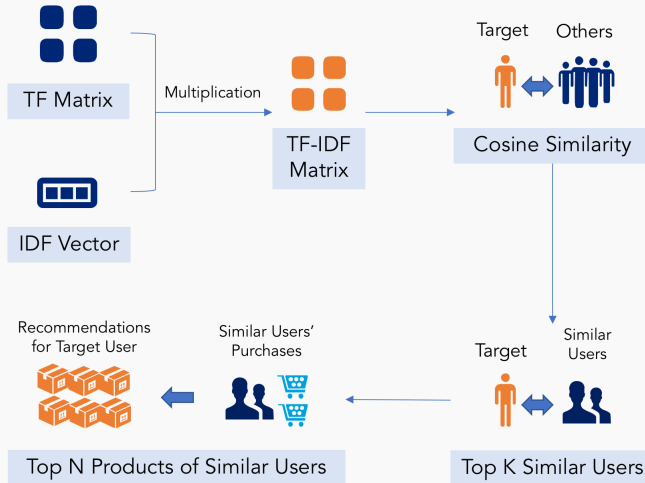 TF Matrix
Multiplication
IDF Vector
TF-IDF
Matrix
Target
Others
Cosine Similarity
Recommendations
for Target User
Similar Users’
Purchases
Target
Similar
Users
Top N Products of Similar Users
Top K Similar Users